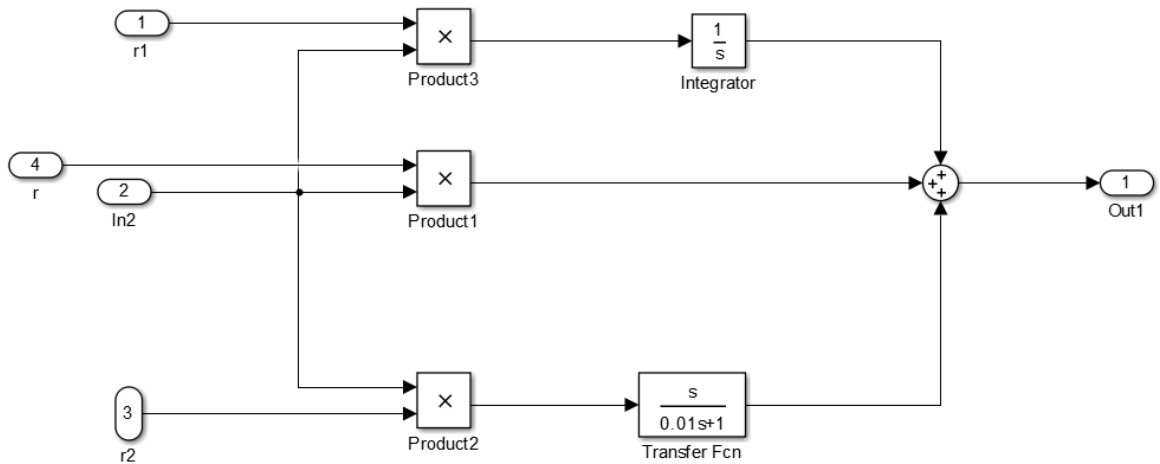 1
r1
×
Product3
1
s
Integrator
4
r
2
In2
×
Product1
+
+
+
1
Out1
3
r2
×
Product2
s
0.01s+1
Transfer Fcn